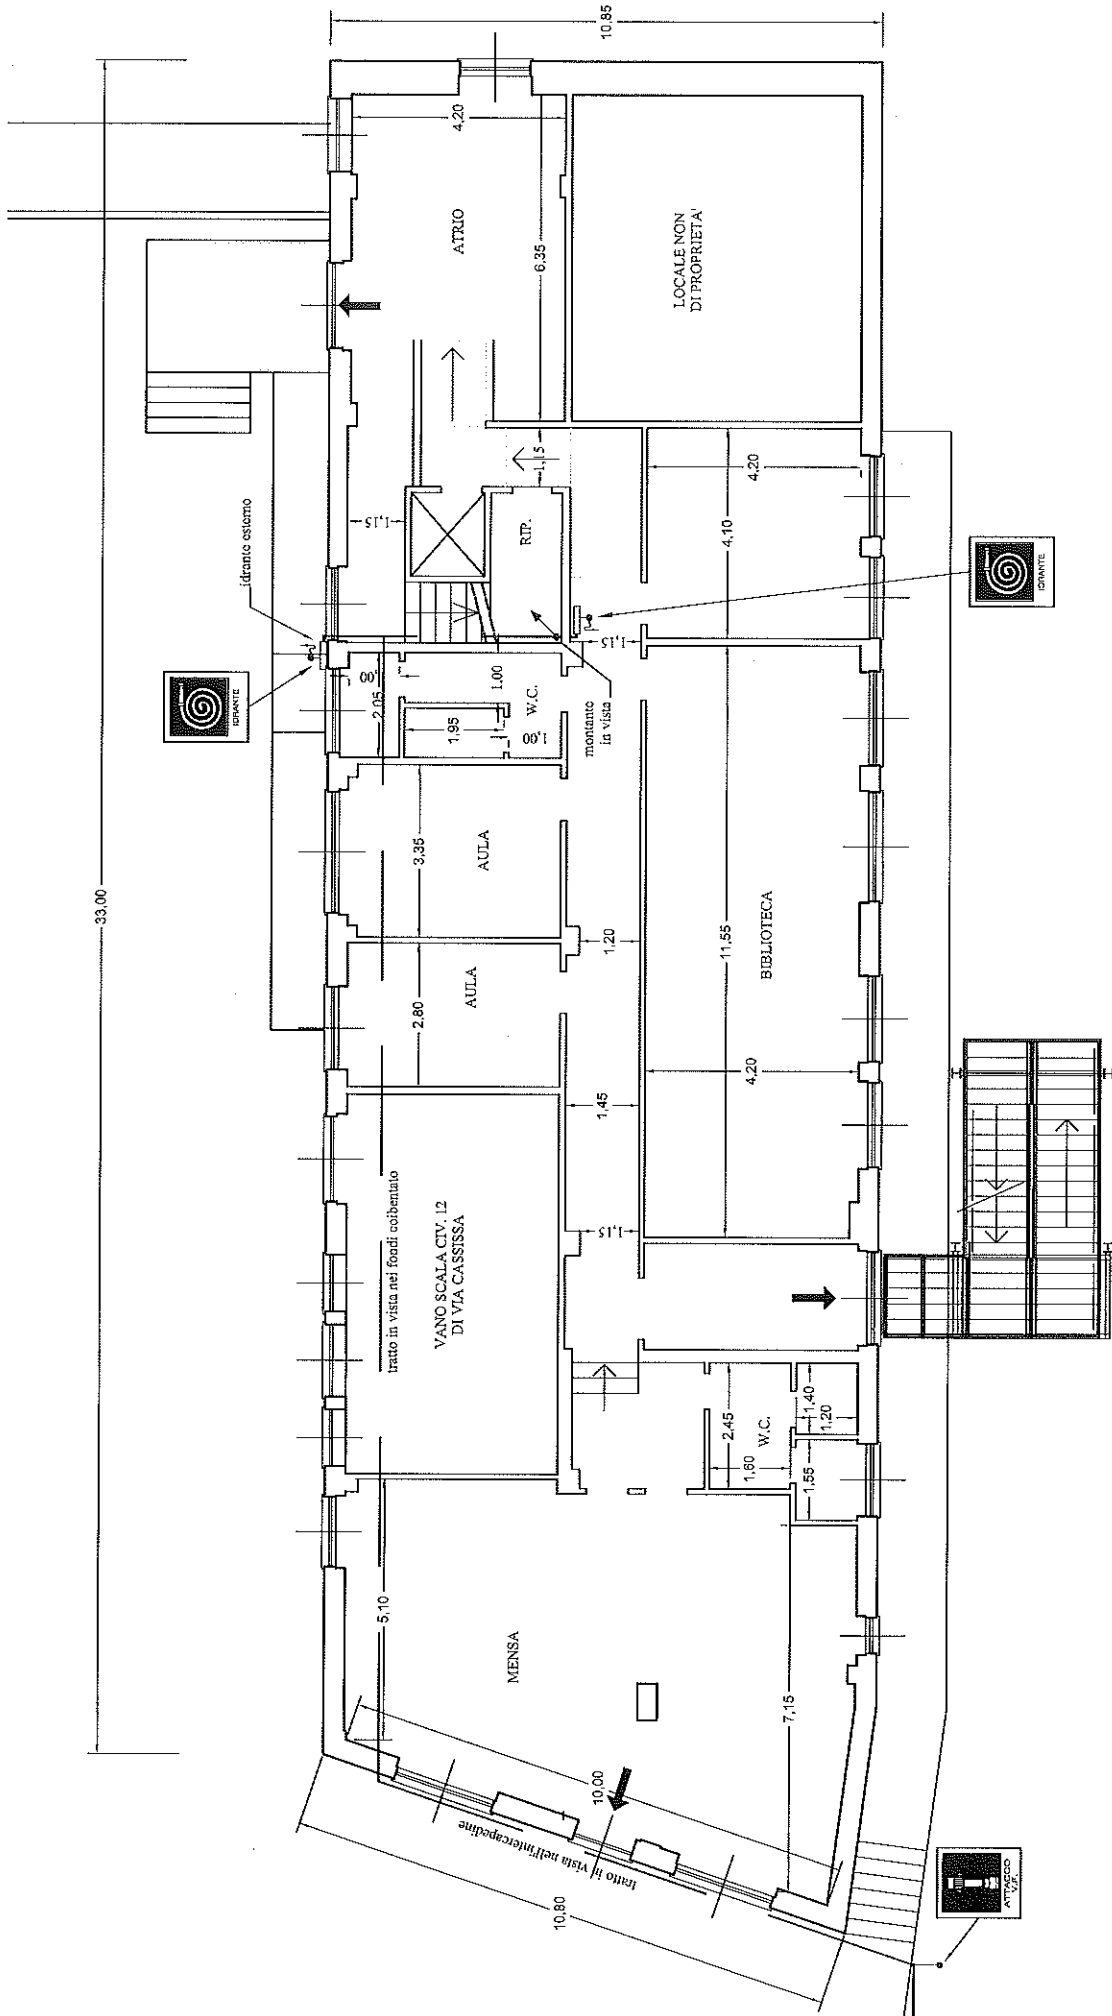 33,00
10,85
4,20
ATRIO
6,35
LOCALE NON
DI PROPRIETA'
idrante esterno
IDRANTE
1,15
RIP.
1,15
4,20
4,10
IDRANTE
1,15
1,00
2,05
1.00
W.C.
1,95
1,00
montante
in vista
3,35
AULA
1,20
11,55
BIBLIOTECA
2,80
AULA
4,20
1,45
tratto in vista nei fondi coibentato
VANO SCALA CIV. 12
DI VIA CASSISSA
1,15
2,45
W.C.
1,60
1,40
1,20
1,55
5,10
MENSA
7,15
10,00
tratto in vista nell'intercapedine
10,80
ATTACCO
V.F.